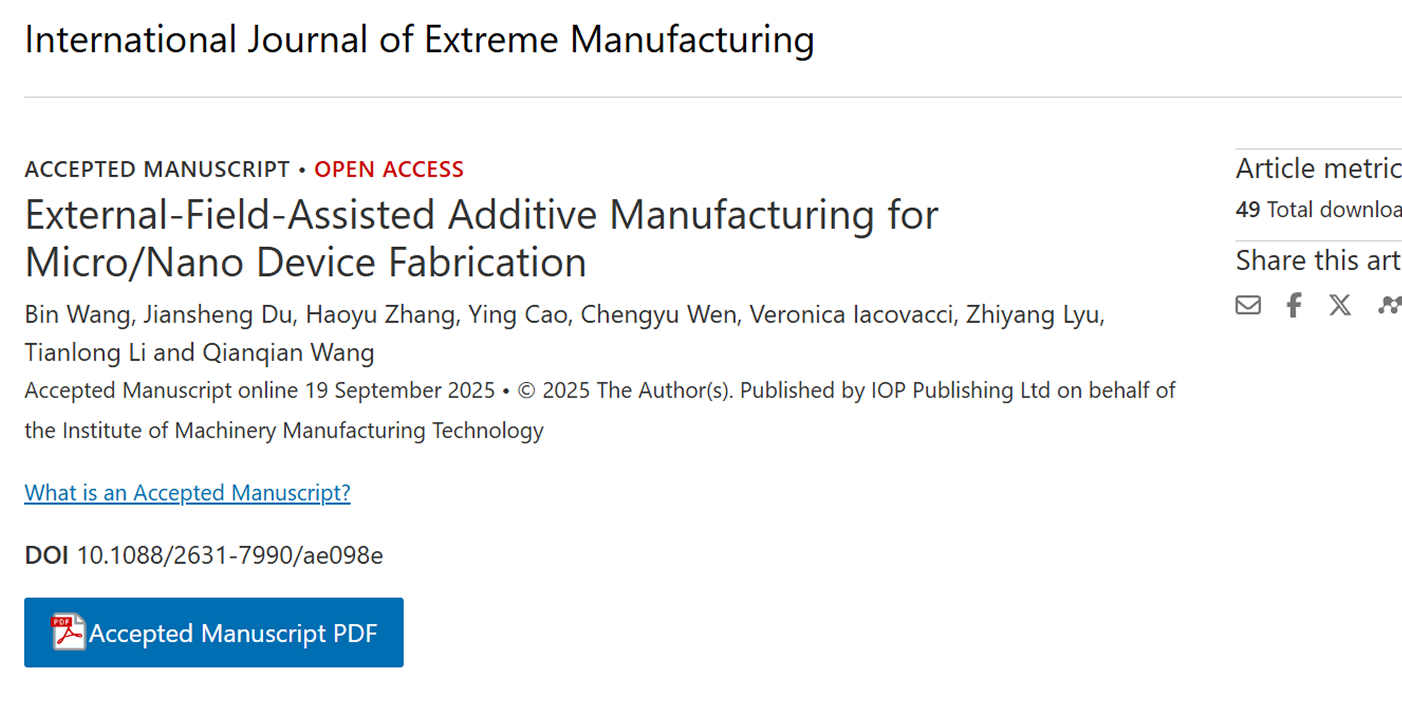 International Journal of Extreme Manufacturing
ACCEPTED MANUSCRIPT • OPEN ACCESS
External-Field-Assisted Additive Manufacturing for
Micro/Nano Device Fabrication
Bin Wang, Jiansheng Du, Haoyu Zhang, Ying Cao, Chengyu Wen, Veronica Iacovacci, Zhiyang Lyu,
Tianlong Li and Qianqian Wang
Accepted Manuscript online 19 September 2025 • © 2025 The Author(s). Published by IOP Publishing Ltd on behalf of
the Institute of Machinery Manufacturing Technology
What is an Accepted Manuscript?
DOI 10.1088/2631-7990/ae098e
PDF
Accepted Manuscript PDF
Article metric
49 Total downloa
Share this art